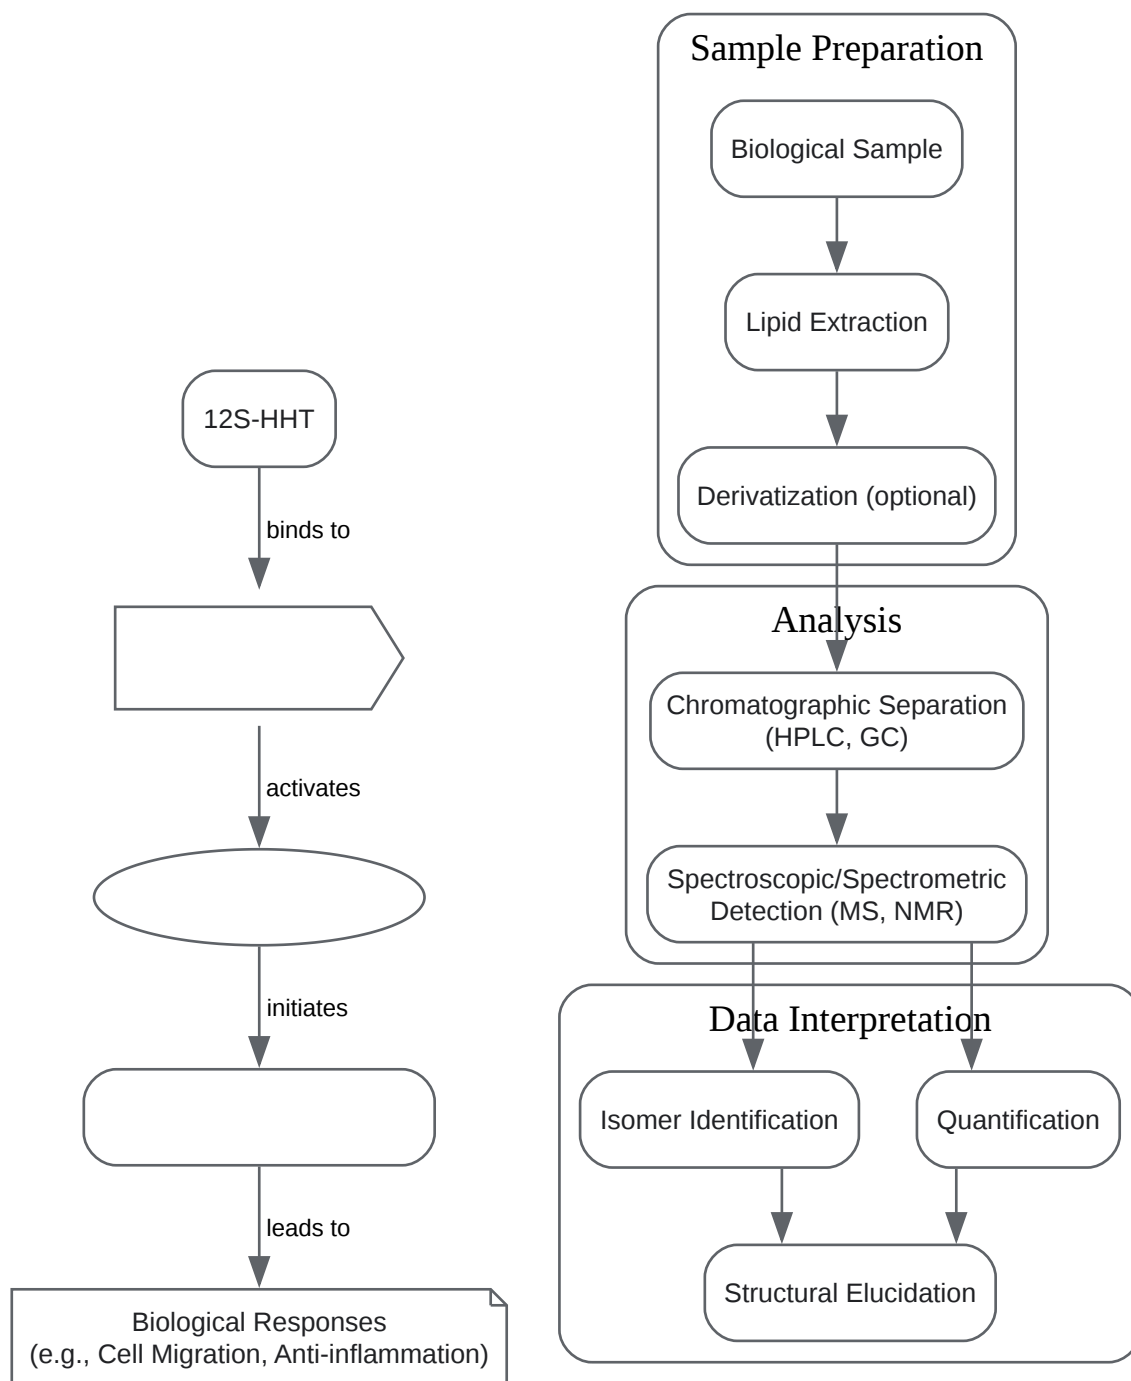 12S-HHT
binds to
activates
initiates
leads to
Biological Responses
(e.g., Cell Migration, Anti-inflammation)
Sample Preparation
Biological Sample
Lipid Extraction
Derivatization (optional)
Analysis
Chromatographic Separation
(HPLC, GC)
Spectroscopic/Spectrometric
Detection (MS, NMR)
Data Interpretation
Isomer Identification
Quantification
Structural Elucidation